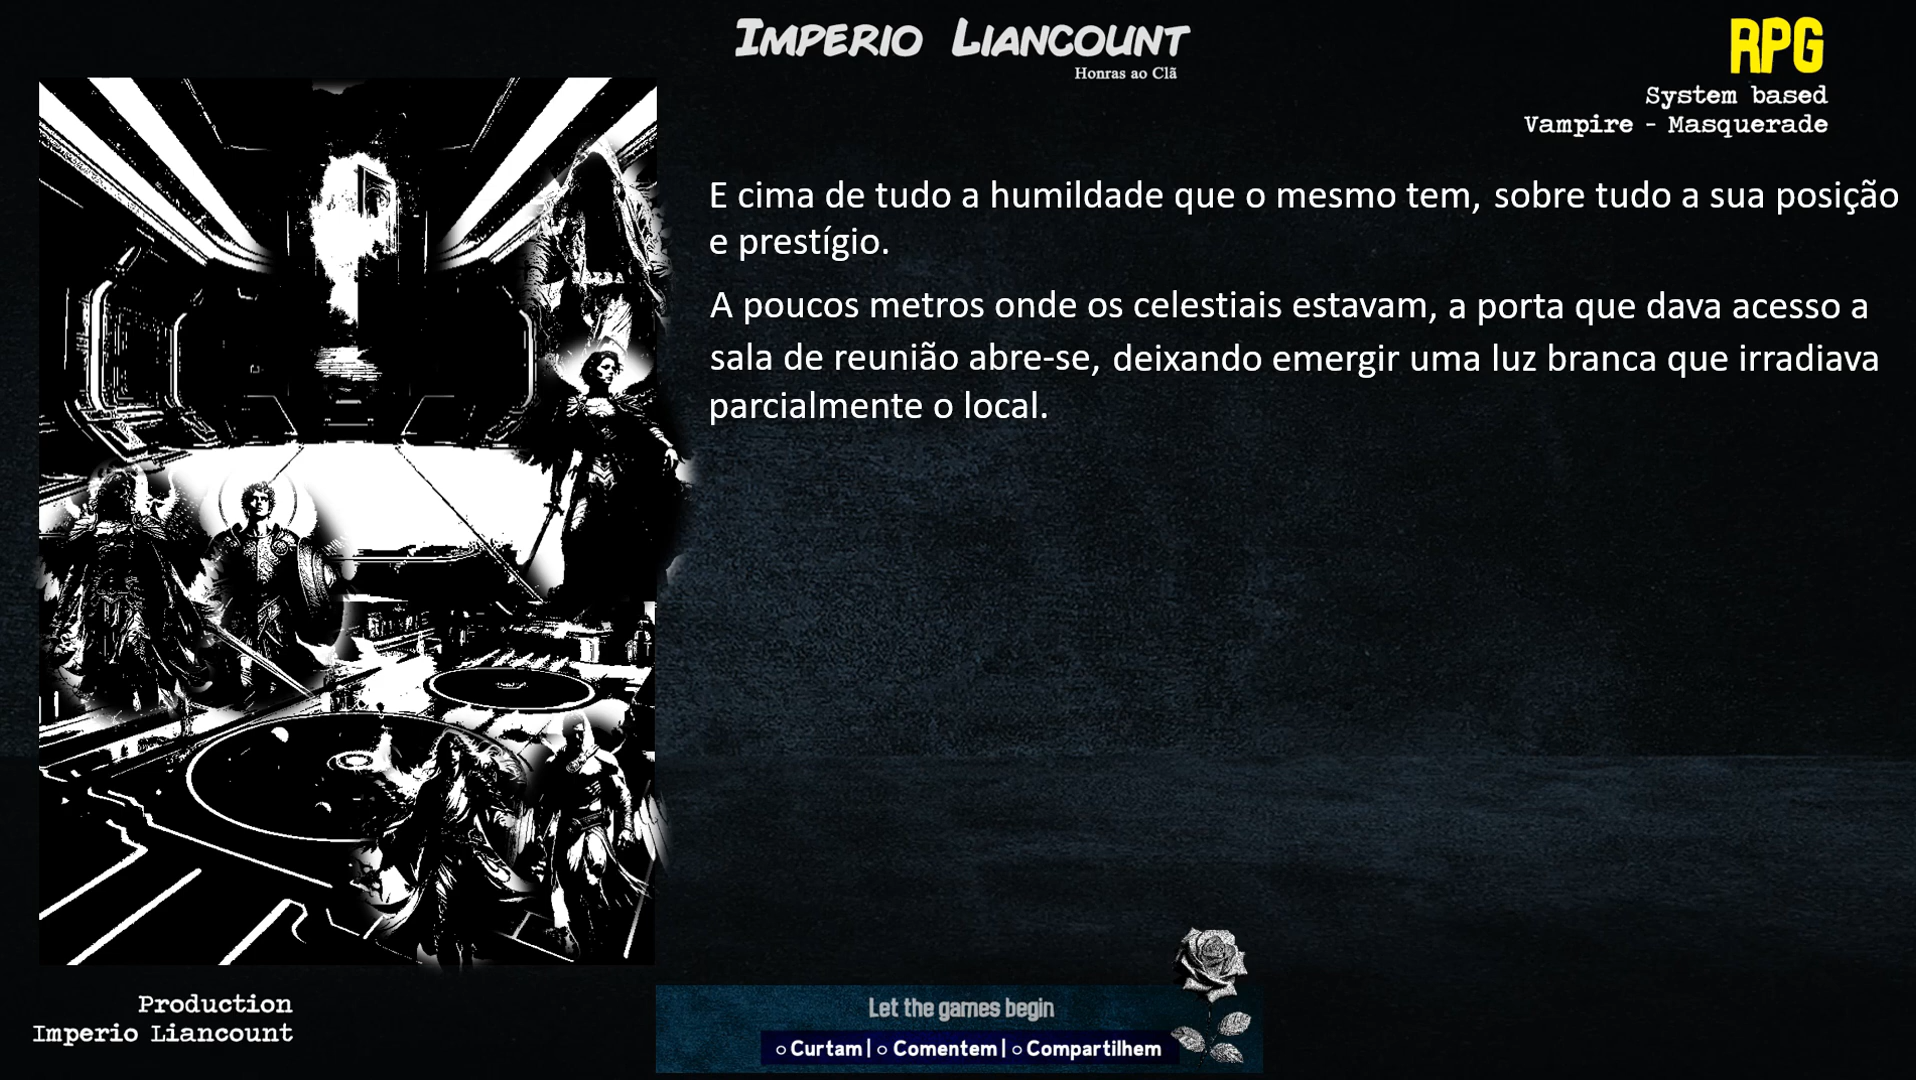 Imperio Liancount
Honras ao Clã
RPG
System based
Vampire - Masquerade
E cima de tudo a humildade que o mesmo tem, sobre tudo a sua posição
e prestígio.
A poucos metros onde os celestiais estavam, a porta que dava acesso a
sala de reunião abre-se, deixando emergir uma luz branca que irradiava
parcialmente o local.
Production
Imperio Liancount
Let the games begin
○ Curtam | ○ Comentem | ○ Compartilhem